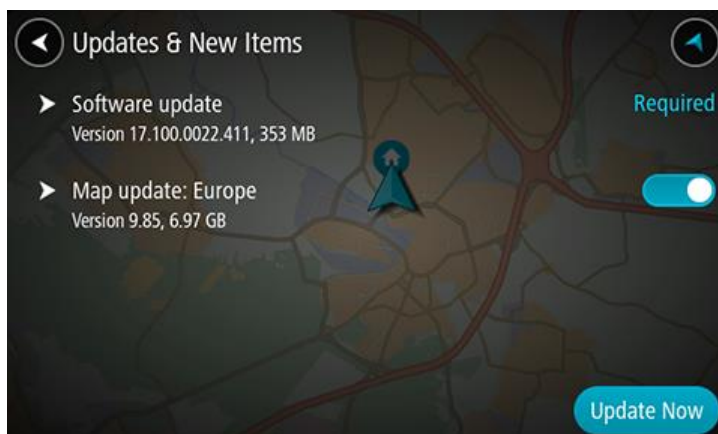 Updates & New Items
Software update
Required
Version 17.100.0022.411, 353 MB
Map update: Europe
Version 9.85, 6.97 GB
Update Now